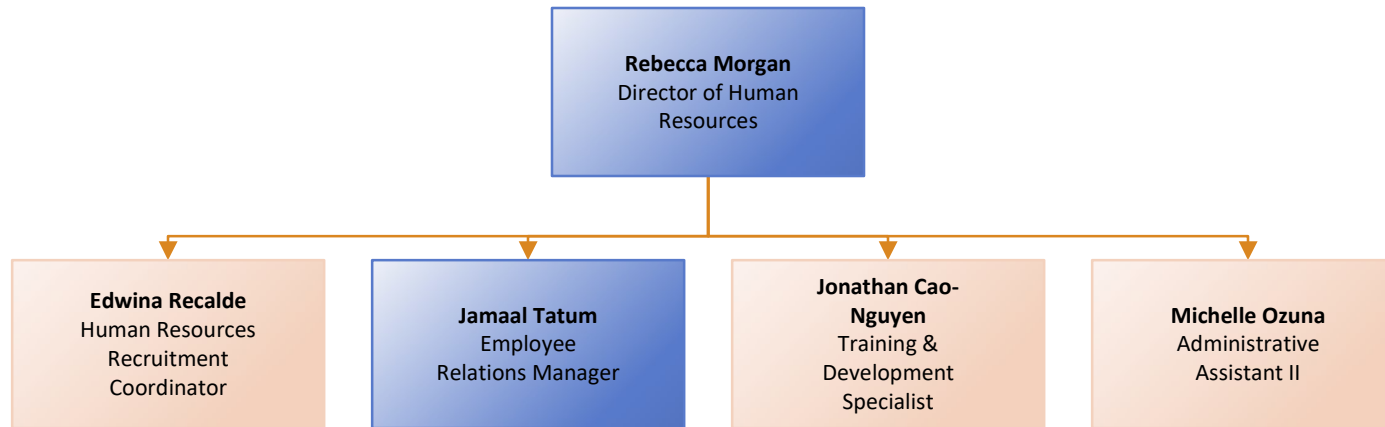 Rebecca Morgan
Director of Human
Resources
Edwina Recalde
Human Resources
Recruitment
Coordinator
Jamaal Tatum
Employee
Relations Manager
Jonathan Cao-
Nguyen
Training &
Development
Specialist
Michelle Ozuna
Administrative
Assistant II